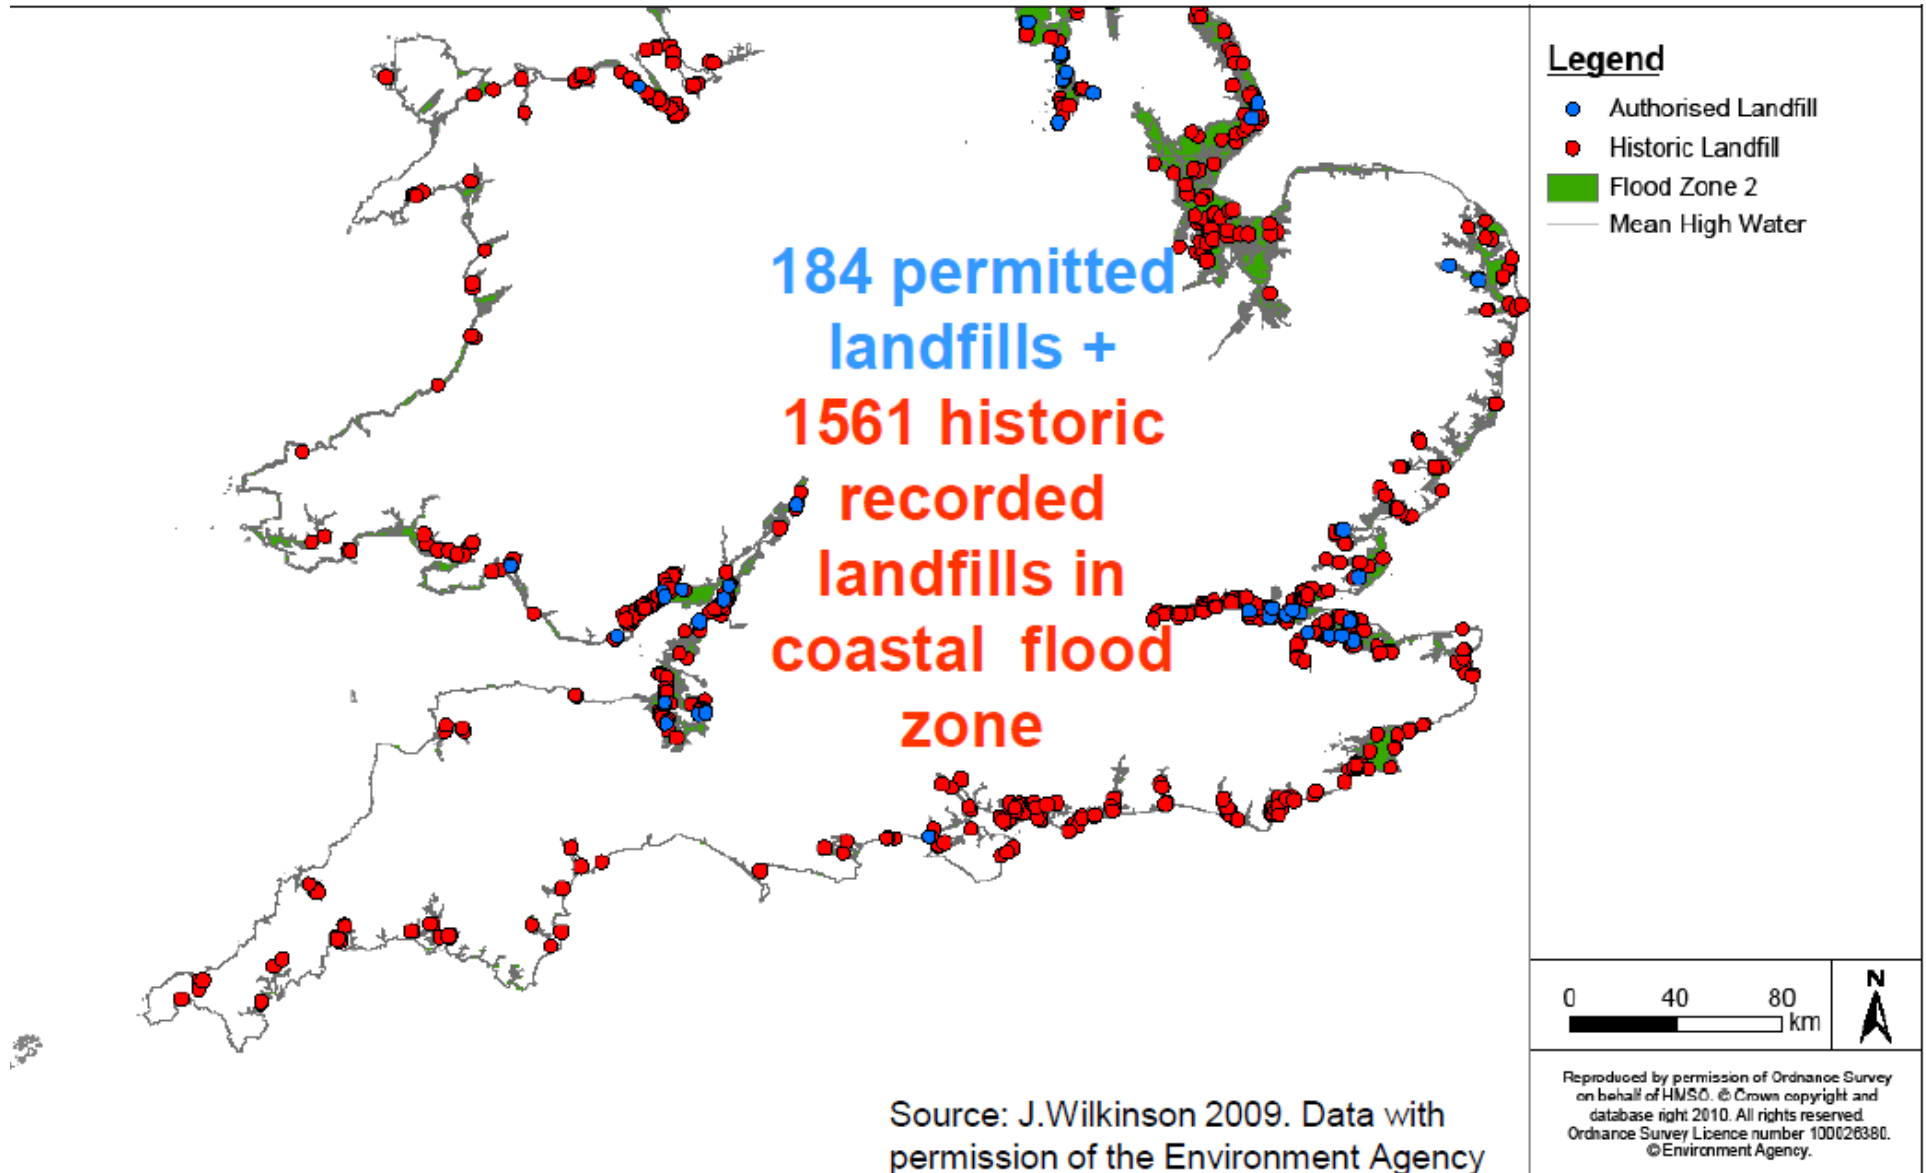 184 permitted
landfills +
1561 historic
recorded
landfills in
coastal flood
zone
Source: J.Wilkinson 2009. Data with
permission of the Environment Agency
Legend
Authorised Landfill
Historic Landfill
Flood Zone 2
Mean High Water
0 40 80
km
N
Reproduced by permission of Ordnance Survey
on behalf of HMSO. © Crown copyright and
database right 2010. All rights reserved.
Ordnance Survey Licence number 100026380.
© Environment Agency.